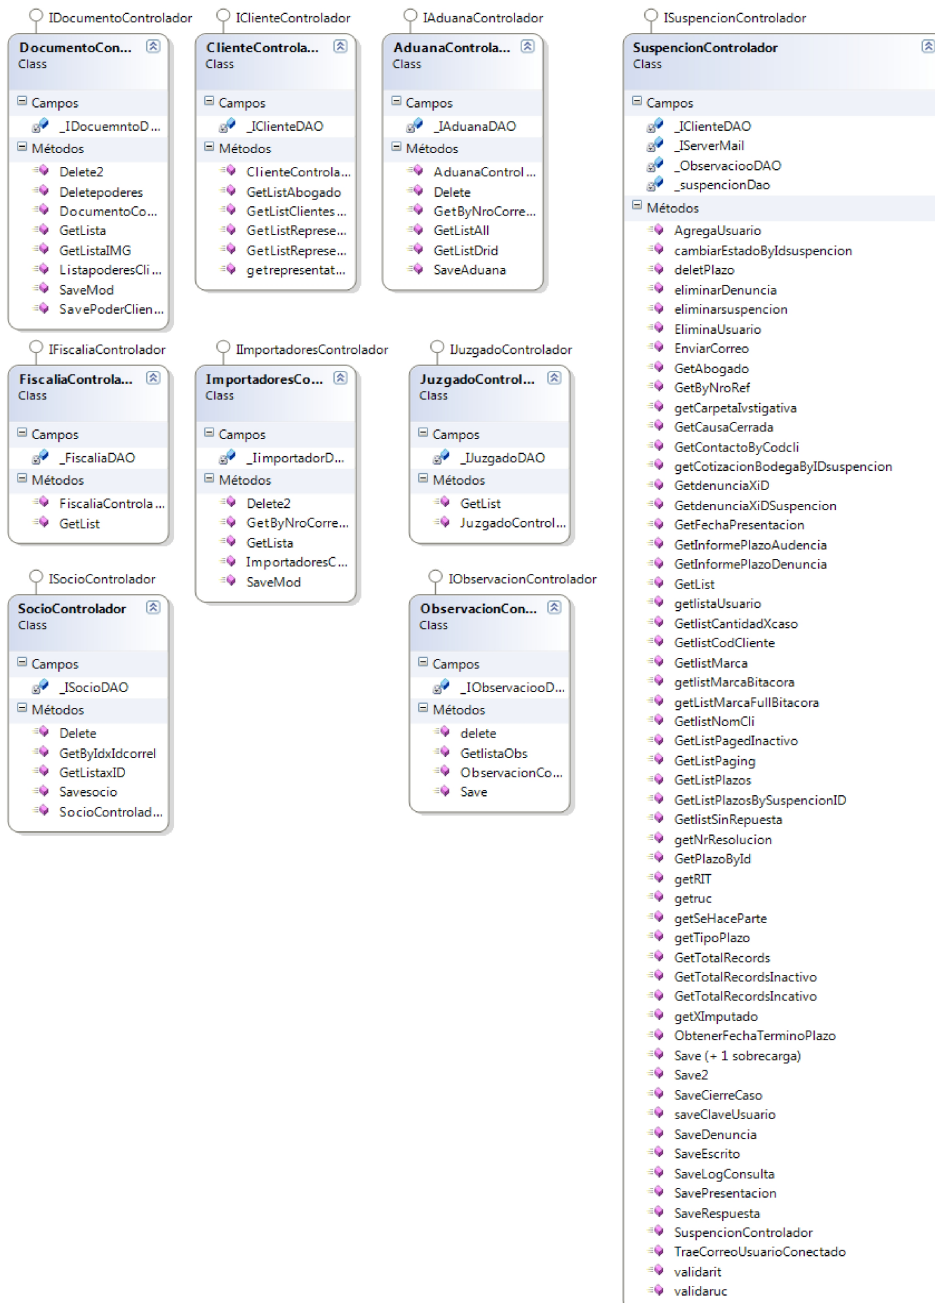 IDocumentoControlador
DocumentoCon...
Class
Campos
_IDocuemntoD...
Métodos
Delete2
Deletepoderes
DocumentoCo...
GetLista
GetListaIMG
ListapoderesCli...
SaveMod
SavePoderClien...
IClienteControlador
ClienteControla...
Class
Campos
_IClienteDAO
Métodos
ClienteControla...
GetListAbogado
GetListClientes...
GetListReprese...
GetListReprese...
getrepresentat...
IAduanaControlador
AduanaControla...
Class
Campos
_IAduanaDAO
Métodos
AduanaControl...
Delete
GetByNroCorre...
GetListAll
GetListDrid
SaveAduana
IFiscaliaControlador
FiscaliaControla...
Class
Campos
_FiscaliaDAO
Métodos
FiscaliaControla...
GetList
IImportadoresControlador
ImportadoresCo...
Class
Campos
_IimportadorD...
Métodos
Delete2
GetByNroCorre...
GetLista
ImportadoresC...
SaveMod
IJuzgadoControlador
JuzgadoControl...
Class
Campos
_IJuzgadoDAO
Métodos
GetList
JuzgadoControl...
ISocioControlador
SocioControlador
Class
Campos
_ISocioDAO
Métodos
Delete
GetByIdxIdcorrel
GetListaxID
Savesocio
SocioControlad...
IObservacionControlador
ObservacionCon...
Class
Campos
_IObservaciooD...
Métodos
delete
GetlistaObs
ObservacionCo...
Save
ISuspencionControlador
SuspencionControlador
Class
Campos
_IClienteDAO
_IServerMail
_ObservaciooDAO
_suspencionDao
Métodos
AgregaUsuario
cambiarEstadoByIdsuspencion
deletPlazo
eliminarDenuncia
eliminarsuspencion
EliminaUsuario
EnviarCorreo
GetAbogado
GetByNroRef
getCarpetaIvstigativa
GetCausaCerrada
GetContactoByCodcli
getCotizacionBodegaByIDsuspencion
GetdenunciaXiD
GetdenunciaXiDSuspencion
GetFechaPresentacion
GetInformePlazoAudencia
GetInformePlazoDenuncia
GetList
getlistaUsuario
GetlistCantidadXcaso
GetlistCodCliente
GetlistMarca
getlistMarcaBitacora
getListMarcaFullBitacora
GetlistNomCli
GetListPagedInactivo
GetListPaging
GetListPlazos
GetListPlazosBySuspencionID
GetlistSinRepuesta
getNrResolucion
GetPlazoById
getRIT
getruc
getSeHaceParte
getTipoPlazo
GetTotalRecords
GetTotalRecordsInactivo
GetTotalRecordsIncativo
getXImputado
ObtenerFechaTerminoPlazo
Save (+ 1 sobrecarga)
Save2
SaveCierreCaso
saveClaveUsuario
SaveDenuncia
SaveEscrito
SaveLogConsulta
SavePresentacion
SaveRespuesta
SuspencionControlador
TraeCorreoUsuarioConectado
validarit
validaruc